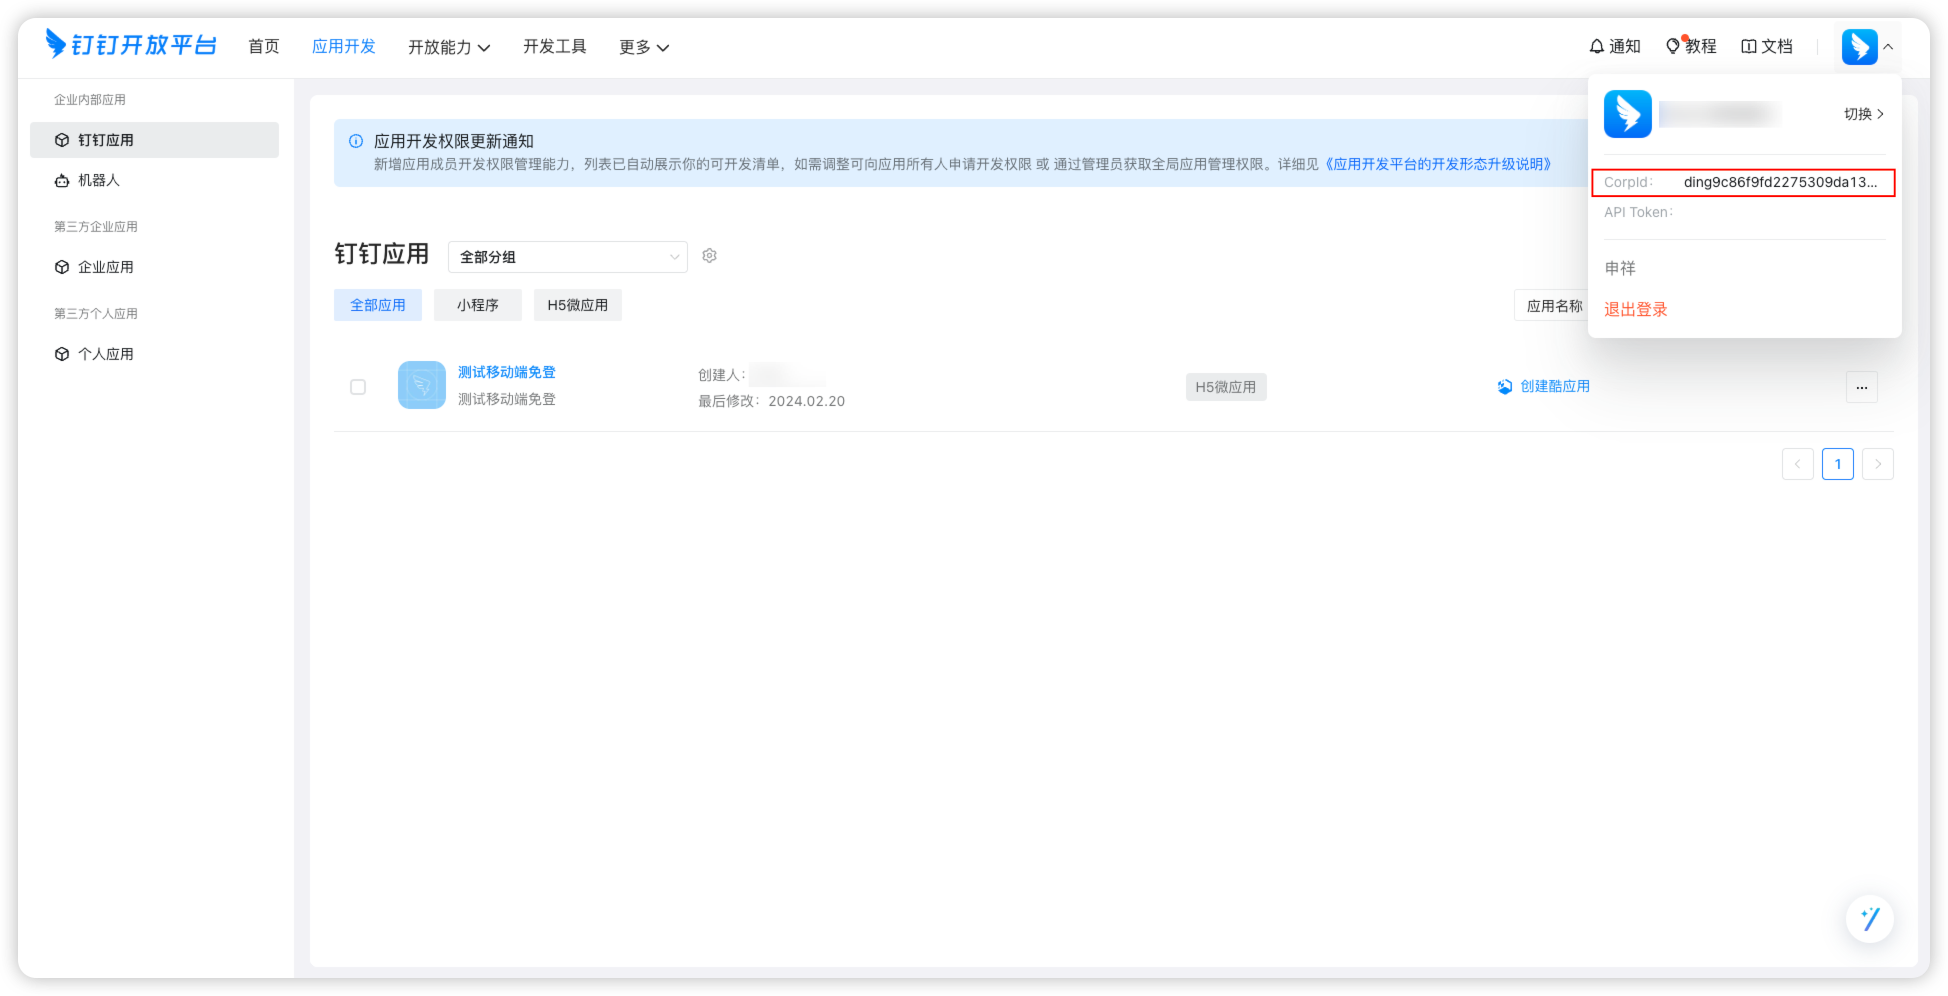 钉钉开放平台 首页 应用开发 开放能力 开发工具 更多 通知 教程 文档
企业内部应用
钉钉应用
机器人
第三方企业应用
企业应用
第三方个人应用
个人应用
应用开发权限更新通知
新增应用成员开发权限管理能力，列表已自动展示你的可开发清单，如需调整可向应用所有人申请开发权限 或 通过管理员获取全局应用管理权限。详细见《应用开发平台的开发形态升级说明》
钉钉应用 全部分组
全部应用 小程序 H5微应用 应用名称
测试移动端免登
测试移动端免登
创建人：
最后修改：2024.02.20
H5微应用
创建酷应用
1
切换
CorpId： ding9c86f9fd2275309da13...
API Token：
申祥
退出登录